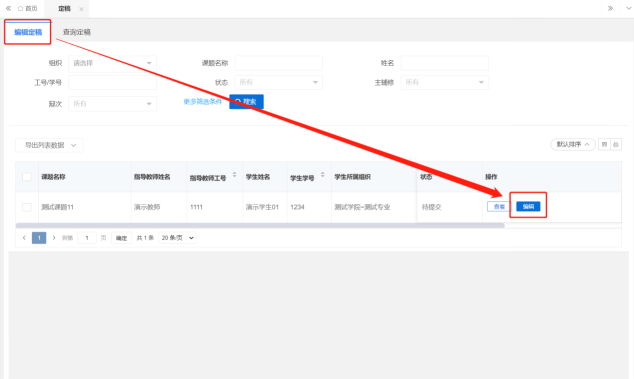 首页 定稿
编辑定稿 查询定稿
组织 请选择 课题名称 姓名
工号/学号 状态 所有 主辅修 所有
届次 所有 更多筛选条件 搜索
导出列表数据 默认排序
课题名称 指导教师姓名 指导教师工号 学生姓名 学生学号 学生所属组织 状态 操作
测试课题11 演示教师 1111 演示学生01 1234 测试学院-测试专业 待提交 查看 编辑
1 到第 1 页 确定 共 1 条 20 条/页